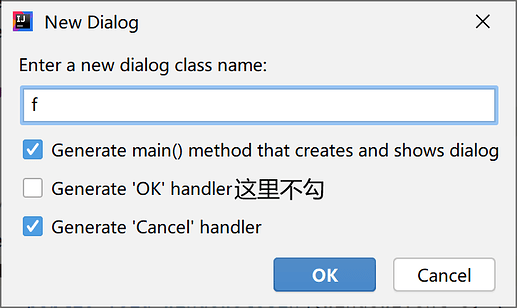 IJ
New Dialog
Enter a new dialog class name:
f
Generate main() method that creates and shows dialog
Generate 'OK' handler这里不勾
Generate 'Cancel' handler
OK
Cancel